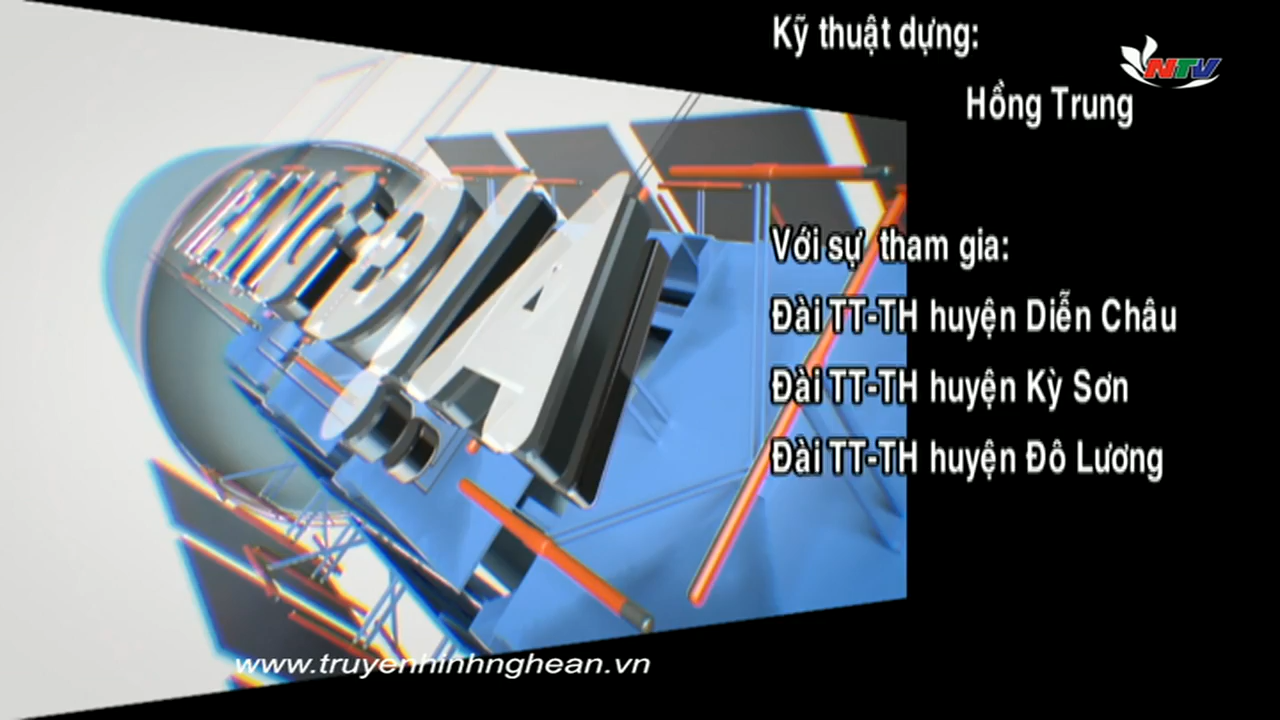 Kỹ thuật dựng:
NTV
Hồng Trung
Với sự tham gia:
Đài TT-TH huyện Diễn Châu
Đài TT-TH huyện Kỳ Sơn
Đài TT-TH huyện Đô Lương
www.truyenhinhnghean.vn